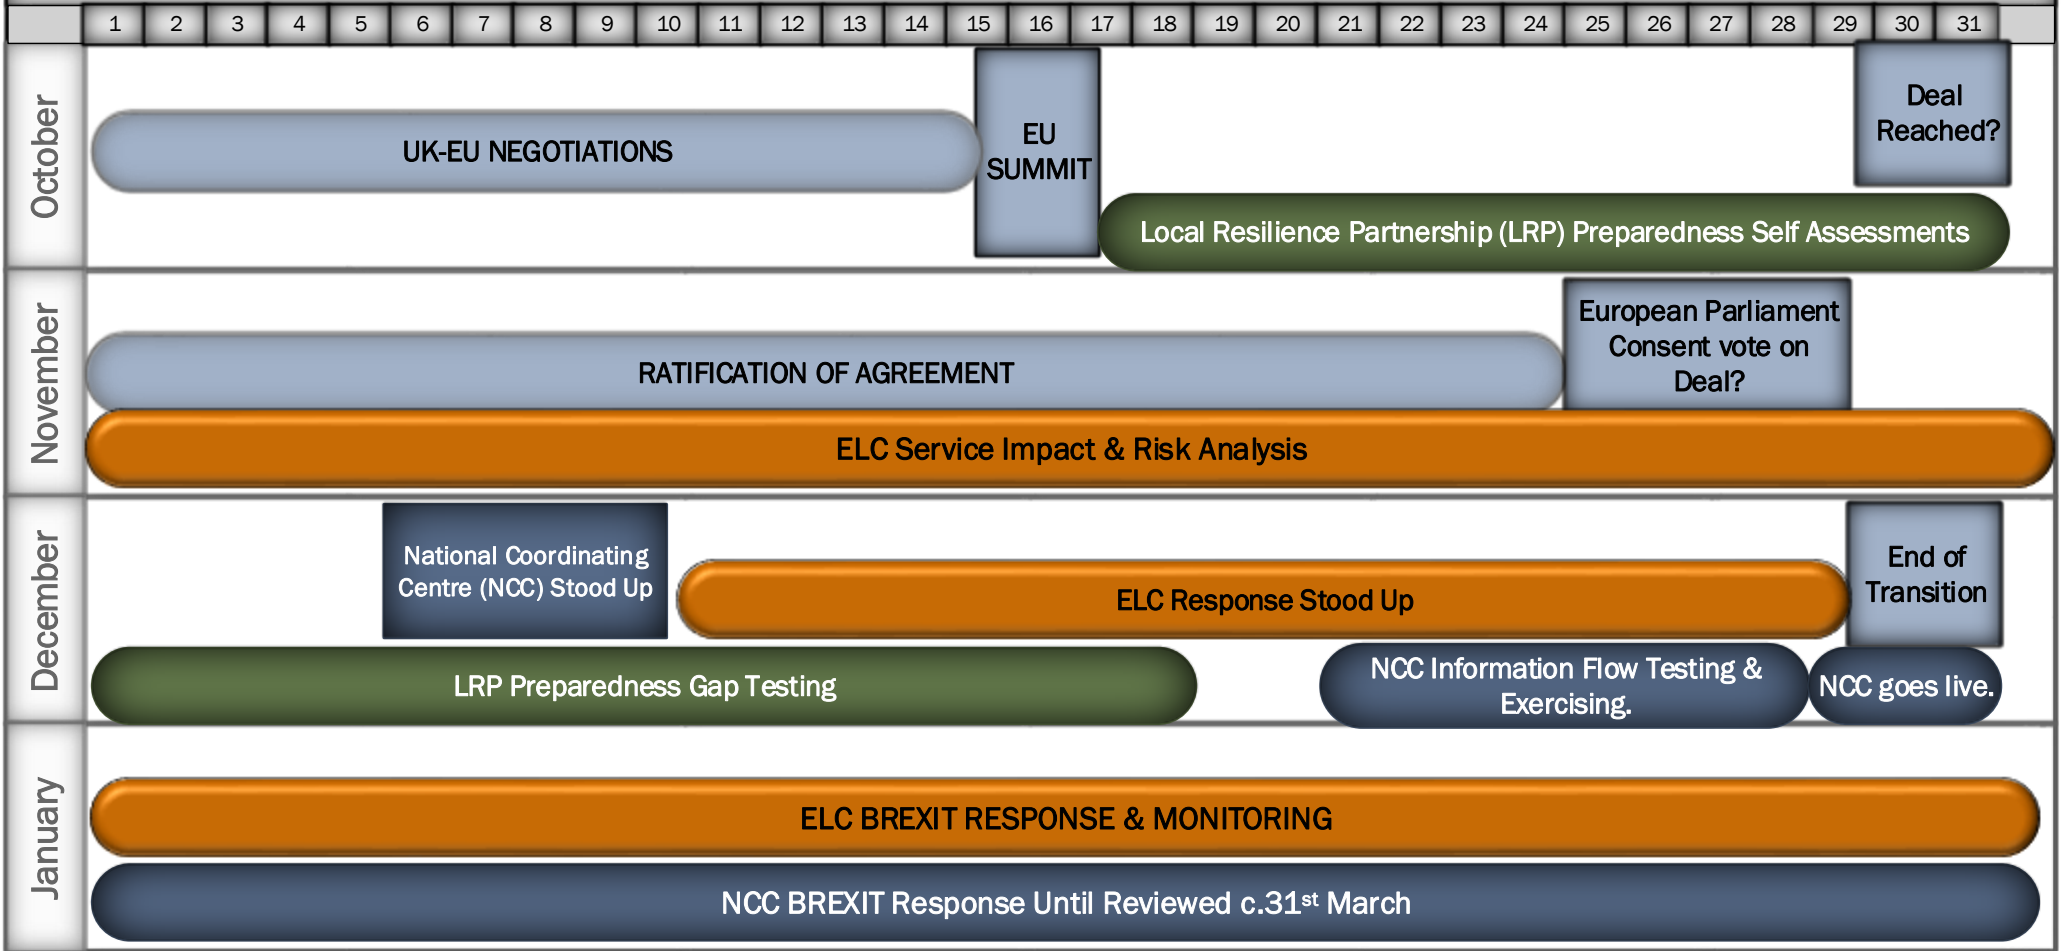 1 2 3 4 5 6 7 8 9 10 11 12 13 14 15 16 17 18 19 20 21 22 23 24 25 26 27 28 29 30 31
October
UK-EU NEGOTIATIONS
EU
SUMMIT
Deal
Reached?
Local Resilience Partnership (LRP) Preparedness Self Assessments
November
RATIFICATION OF AGREEMENT
European Parliament
Consent vote on
Deal?
ELC Service Impact & Risk Analysis
December
National Coordinating
Centre (NCC) Stood Up
ELC Response Stood Up
End of
Transition
LRP Preparedness Gap Testing
NCC Information Flow Testing &
Exercising.
NCC goes live.
January
ELC BREXIT RESPONSE & MONITORING
NCC BREXIT Response Until Reviewed c.31st March